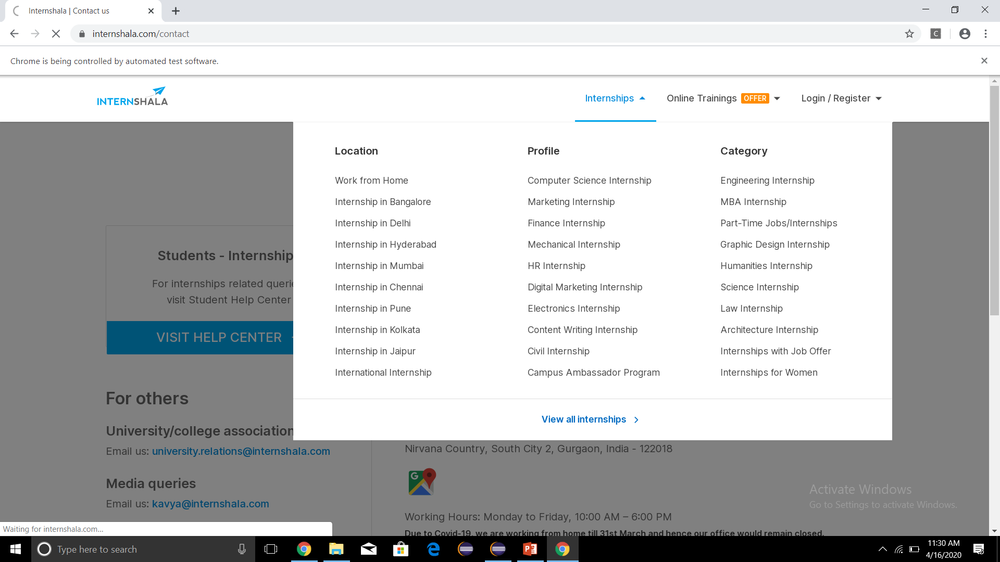 Internshala | Contact us
internshala.com/contact
C
Chrome is being controlled by automated test software.
INTERNSHALA
Internships
Online Trainings OFFER
Login / Register
Location
Work from Home
Internship in Bangalore
Internship in Delhi
Internship in Hyderabad
Internship in Mumbai
Internship in Chennai
Internship in Pune
Internship in Kolkata
Internship in Jaipur
International Internship
Profile
Computer Science Internship
Marketing Internship
Finance Internship
Mechanical Internship
HR Internship
Digital Marketing Internship
Electronics Internship
Content Writing Internship
Civil Internship
Campus Ambassador Program
Category
Engineering Internship
MBA Internship
Part-Time Jobs/Internships
Graphic Design Internship
Humanities Internship
Science Internship
Law Internship
Architecture Internship
Internships with Job Offer
Internships for Women
View all internships
Students - Internship
For internships related querie
visit Student Help Center
VISIT HELP CENTER
For others
University/college association
Email us: university.relations@internshala.com
Media queries
Email us: kavya@internshala.com
Nirvana Country, South City 2, Gurgaon, India - 122018
G
Working Hours: Monday to Friday, 10:00 AM – 6:00 PM
Due to Covid-19, we are working from home till 31st March and hence our office would remain closed.
Activate Windows
Go to Settings to activate Windows.
Waiting for internshala.com...
Type here to search
11:30 AM
4/16/2020